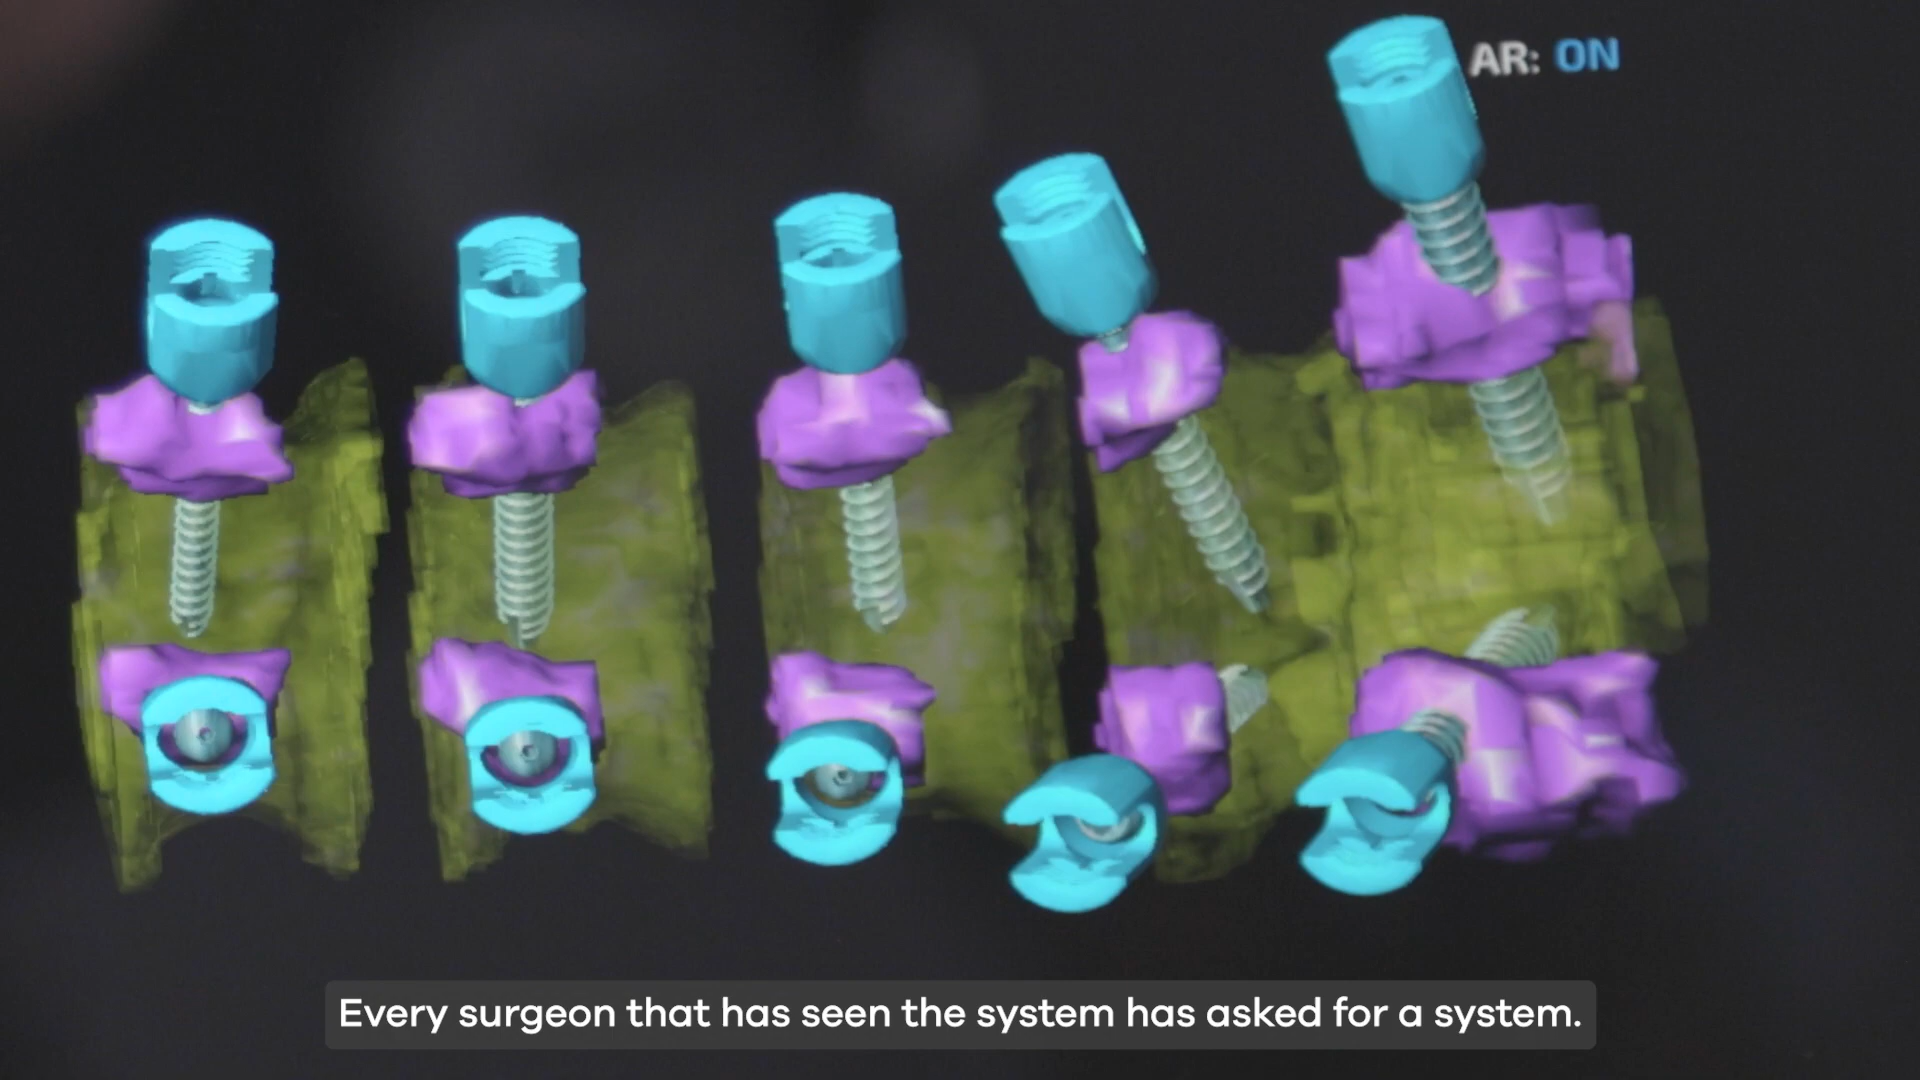 AR: ON
Every surgeon that has seen the system has asked for a system.